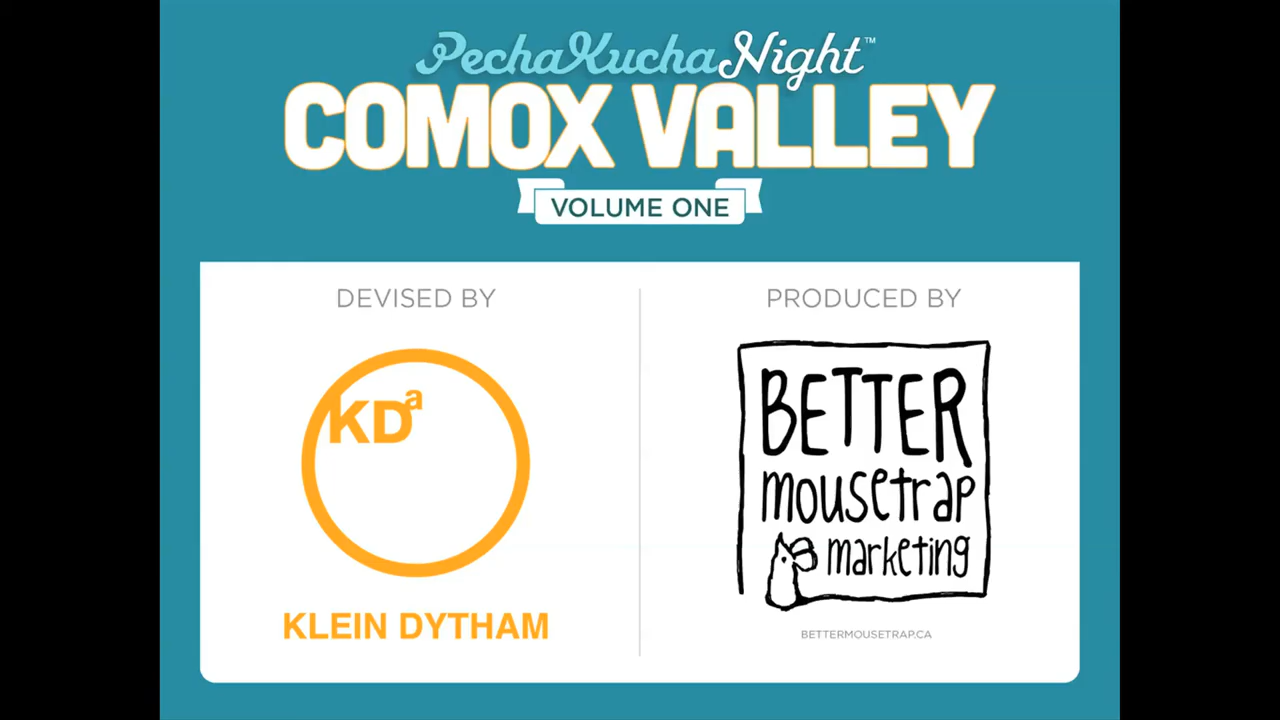 PechaKuchaNight™
COMOX VALLEY
VOLUME ONE
DEVISED BY
KDa
KLEIN DYTHAM
PRODUCED BY
BETTER
mousetrap
marketing
BETTERMOUSETRAP.CA